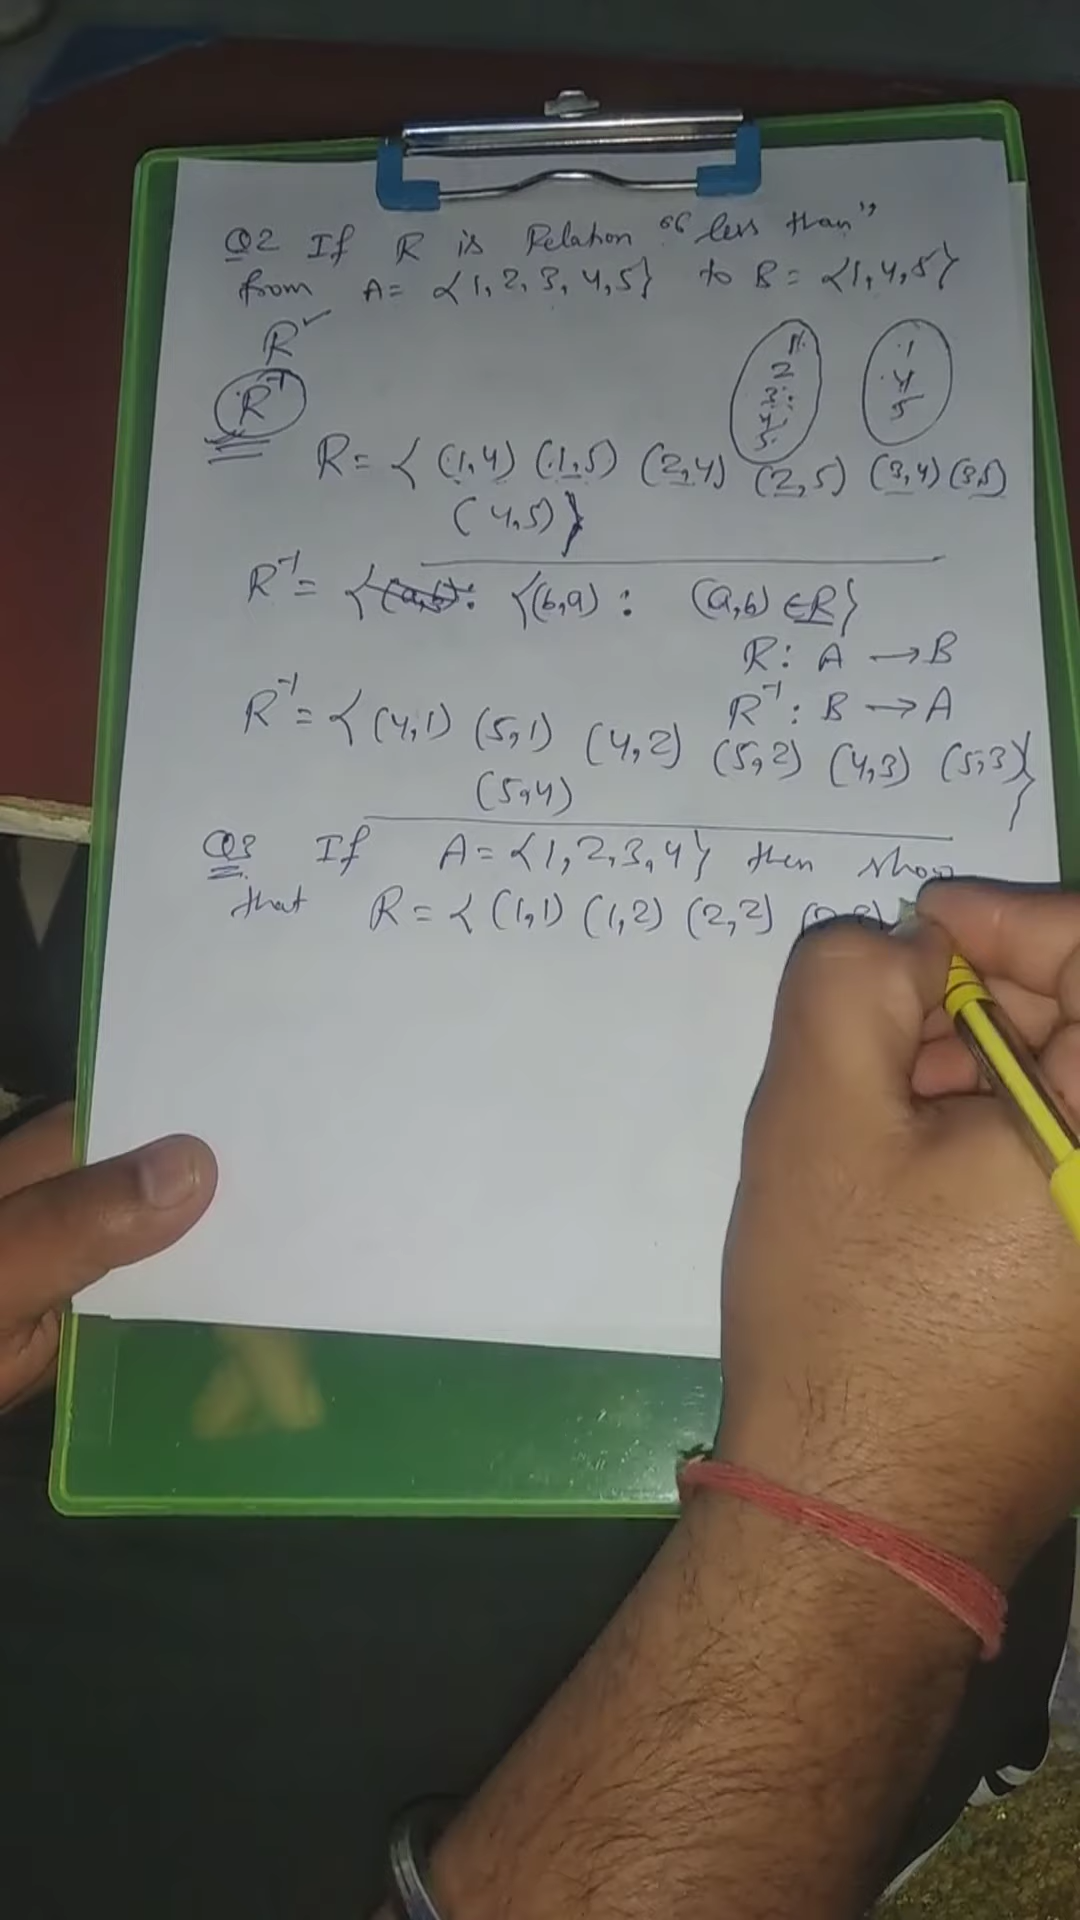 Q2 If R is Relation “less than”
from A = {1, 2, 3, 4, 5} to B = {1, 4, 5}
R ✓
R⁻¹
1 2 3 4 5
1 4 5
R = { (1,4) (1,5) (2,4) (2,5) (3,4) (3,5)
(4,5)}
R⁻¹ = { (a,b): {(b,a) : (a,b) ∈ R}
R : A → B
R⁻¹ : B → A
R⁻¹ = { (4,1) (5,1) (4,2) (5,2) (4,3) (5,3)}
(5,4)
Q3 If A = {1, 2, 3, 4} then show
that R = { (1,1) (1,2) (2,2)